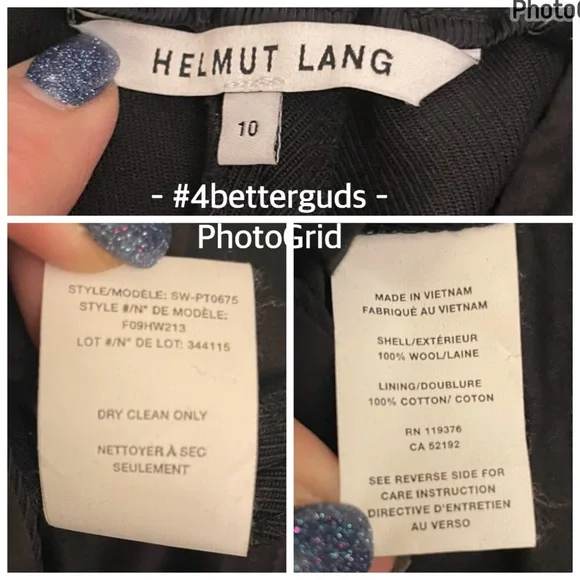 PhotoG
HELMUT LANG
10
- #4betterguds -
PhotoGrid
STYLE/MODÈLE: SW-PT0675
STYLE #/N° DE MODÈLE:
F09HW213
LOT #/N° DE LOT: 344115
DRY CLEAN ONLY
NETTOYER À SEC
SEULEMENT
MADE IN VIETNAM
FABRIQUÉ AU VIETNAM
SHELL/EXTÉRIEUR
100% WOOL/LAINE
LINING/DOUBLURE
100% COTTON/ COTON
RN 119376
CA 52192
SEE REVERSE SIDE FOR
CARE INSTRUCTION
DIRECTIVE D'ENTRETIEN
AU VERSO